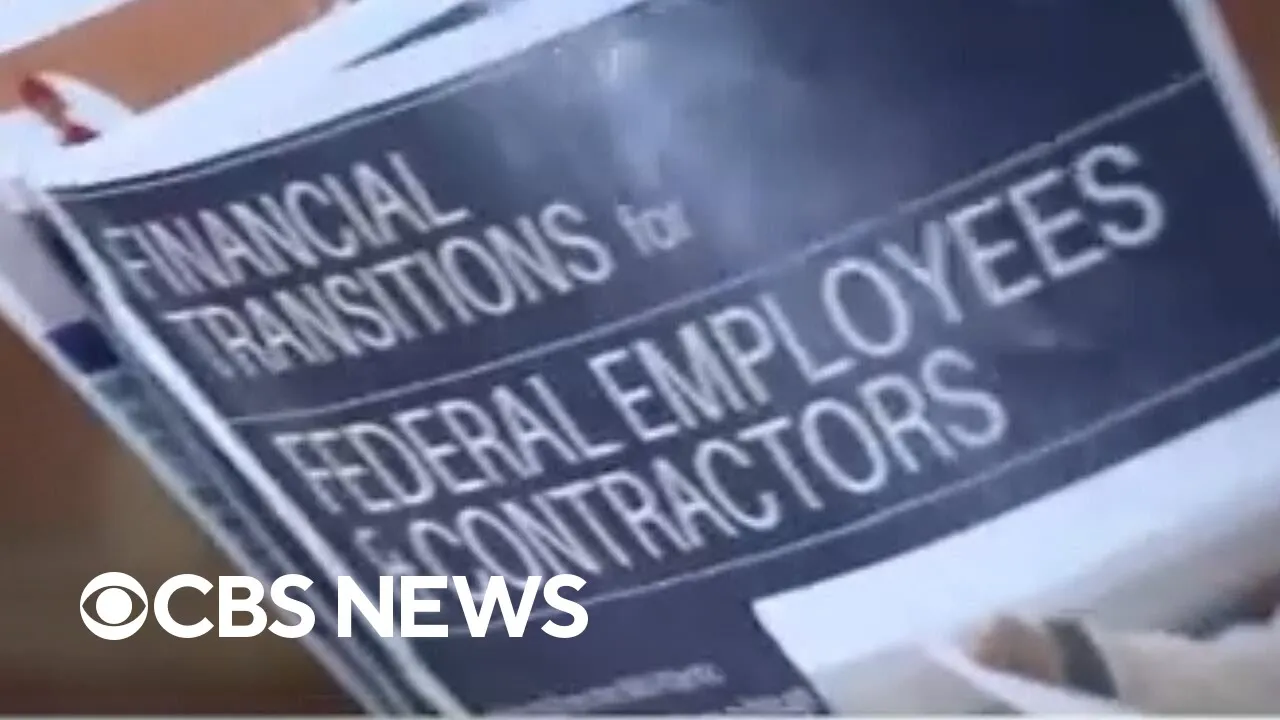 FINANCIAL
TRANSITIONS for
FEDERAL EMPLOYEES
& CONTRACTORS
CBS NEWS